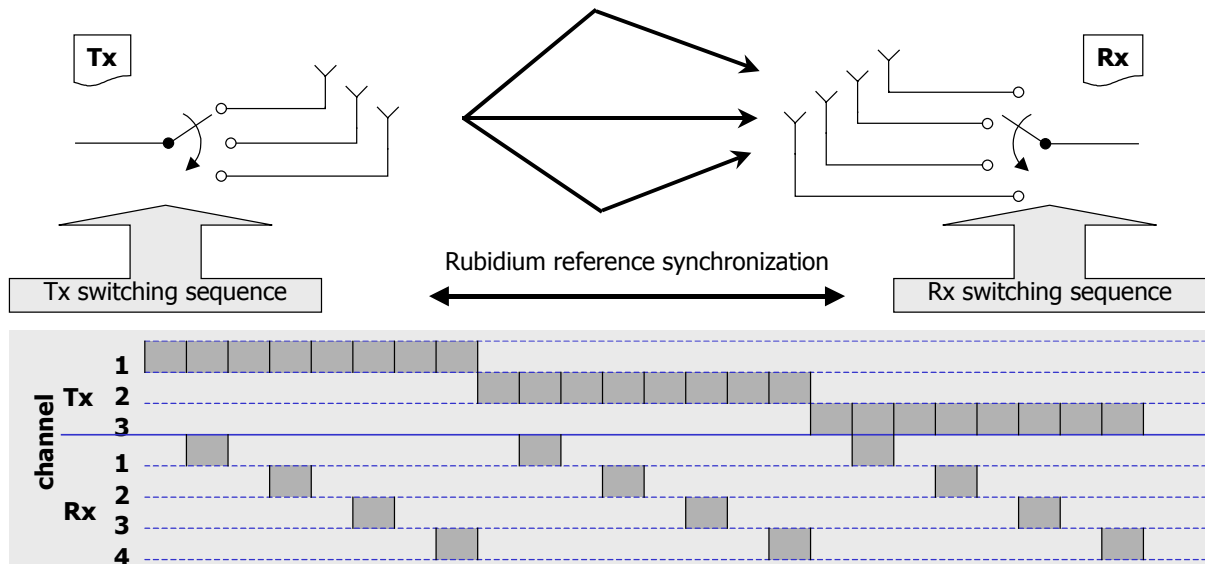 Tx
Rx
Rubidium reference synchronization
Tx switching sequence
Rx switching sequence
channel
Tx
1
2
3
Rx
1
2
3
4